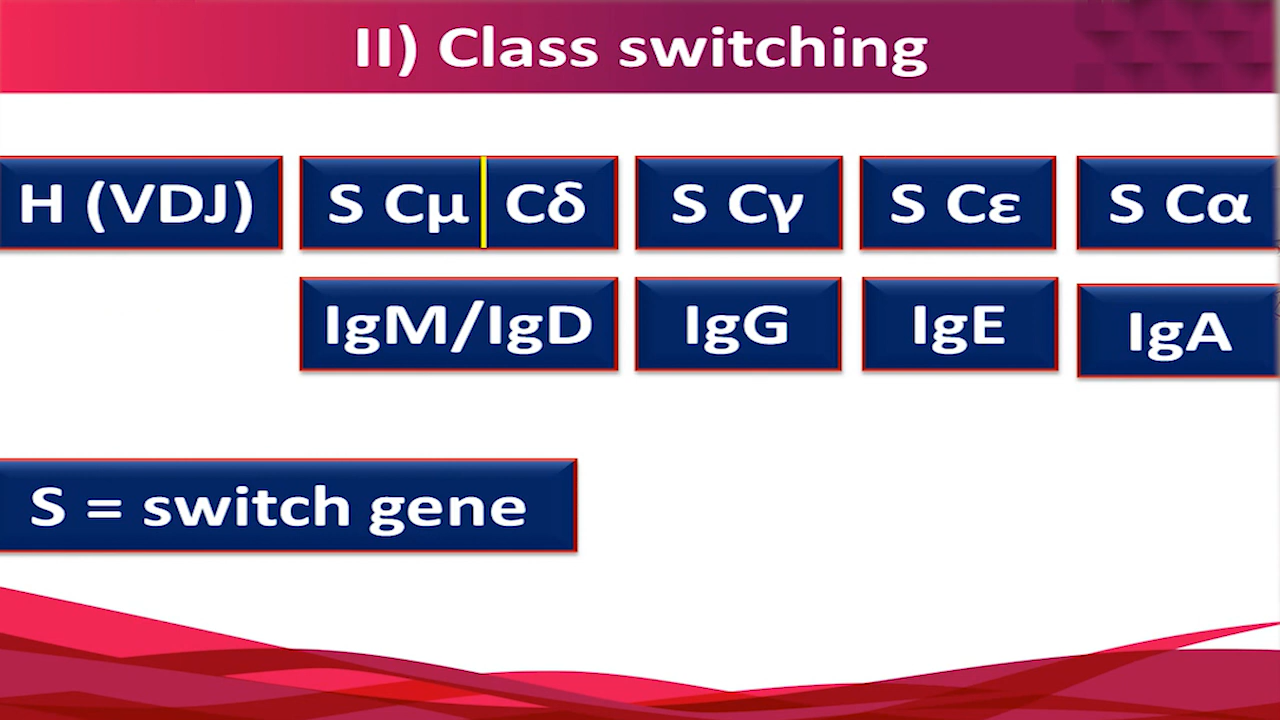 II) Class switching
H (VDJ) S Cμ Cδ S Cγ S Cε S Cα
IgM/IgD IgG IgE IgA
S = switch gene